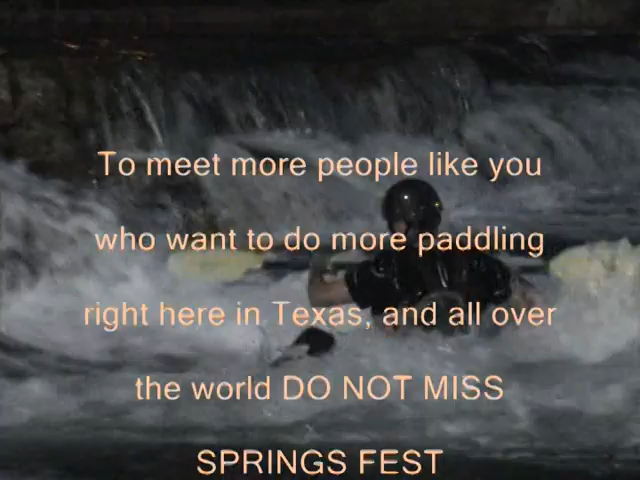 To meet more people like you
who want to do more paddling
right here in Texas, and all over
the world DO NOT MISS
SPRINGS FEST